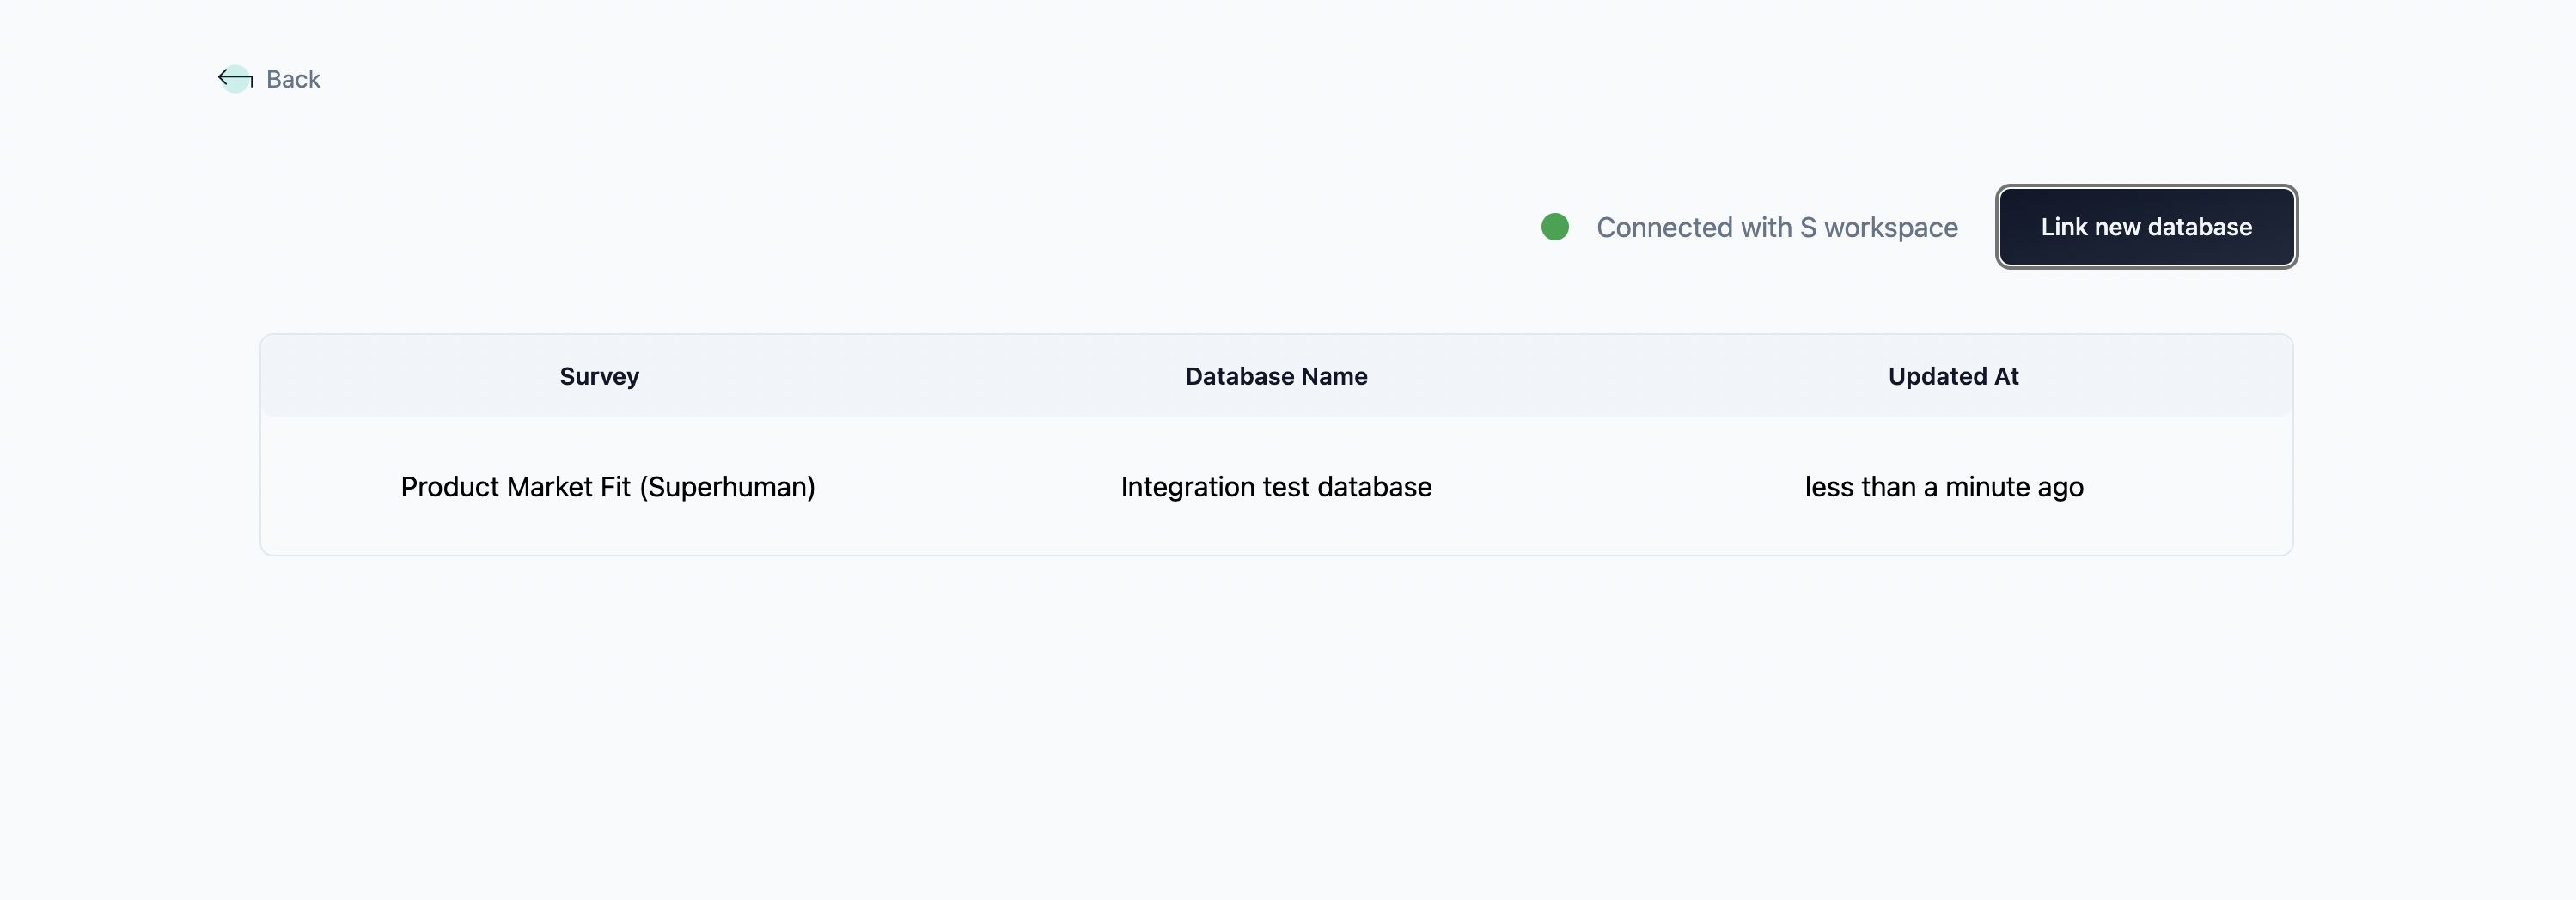 Back
Connected with S workspace
Link new database
Survey Database Name Updated At
Product Market Fit (Superhuman) Integration test database less than a minute ago